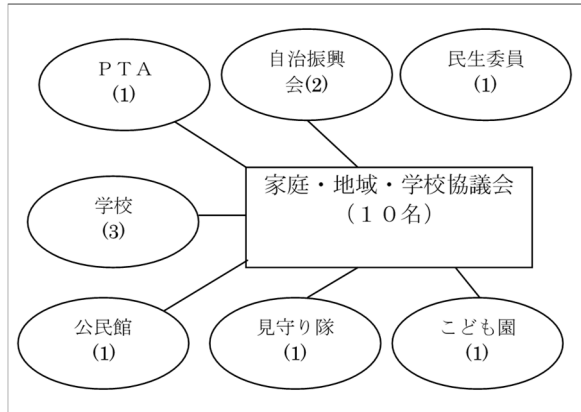 ＰＴＡ
(1)
自治振興
会(2)
民生委員
(1)
家庭・地域・学校協議会
（１０名）
学校
(3)
公民館
(1)
見守り隊
(1)
こども園
(1)